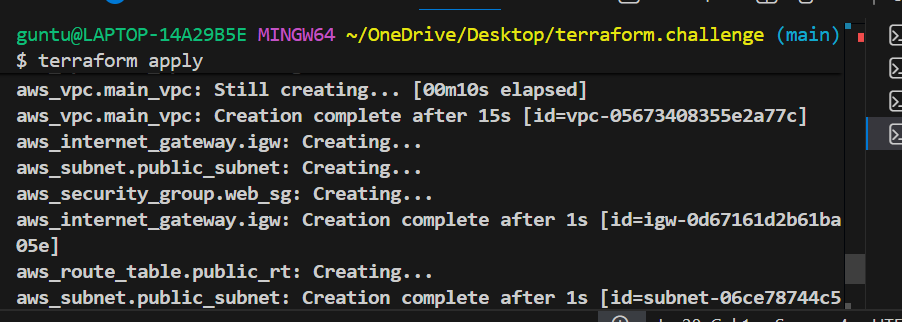 guntu@LAPTOP-14A29B5E MINGW64 ~/OneDrive/Desktop/terraform.challenge (main)
$ terraform apply
aws_vpc.main_vpc: Still creating... [00m10s elapsed]
aws_vpc.main_vpc: Creation complete after 15s [id=vpc-05673408355e2a77c]
aws_internet_gateway.igw: Creating...
aws_subnet.public_subnet: Creating...
aws_security_group.web_sg: Creating...
aws_internet_gateway.igw: Creation complete after 1s [id=igw-0d67161d2b61ba
05e]
aws_route_table.public_rt: Creating...
aws_subnet.public_subnet: Creation complete after 1s [id=subnet-06ce78744c5